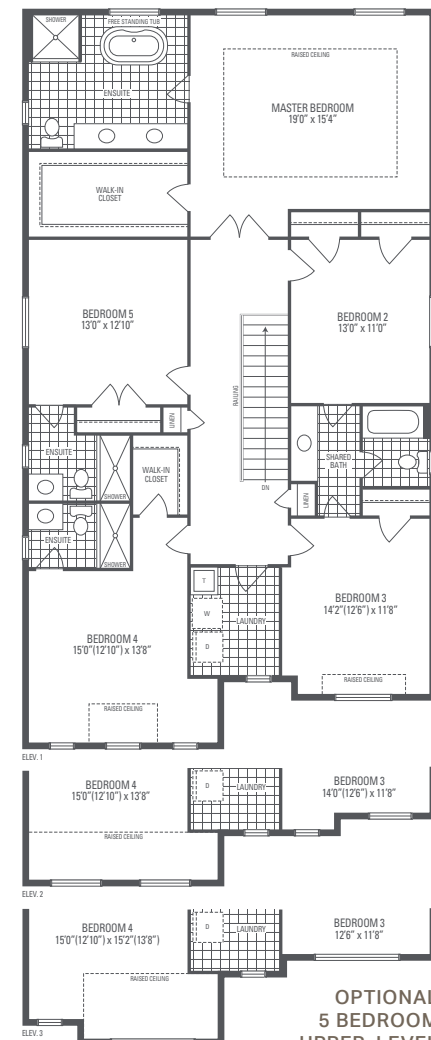 SHOWER
FREE STANDING TUB
ENSUITE
RAISED CEILING
MASTER BEDROOM
19'0" x 15'4"
WALK-IN
CLOSET
BEDROOM 5
13'0" x 12'10"
BEDROOM 2
13'0" x 11'0"
RAILING
DN
LINEN
ENSUITE
SHOWER
WALK-IN
CLOSET
SHARED
BATH
LINEN
ENSUITE
SHOWER
T
W
D
LAUNDRY
BEDROOM 3
14'2"(12'6") x 11'8"
RAISED CEILING
BEDROOM 4
15'0"(12'10") x 13'8"
RAISED CEILING
ELEV. 1
BEDROOM 4
15'0"(12'10") x 13'8"
RAISED CEILING
D
LAUNDRY
BEDROOM 3
14'0"(12'6") x 11'8"
ELEV. 2
BEDROOM 4
15'0"(12'10") x 15'2"(13'8")
RAISED CEILING
D
LAUNDRY
BEDROOM 3
12'6" x 11'8"
ELEV. 3
OPTIONAL
5 BEDROOM
UPPER LEVEL